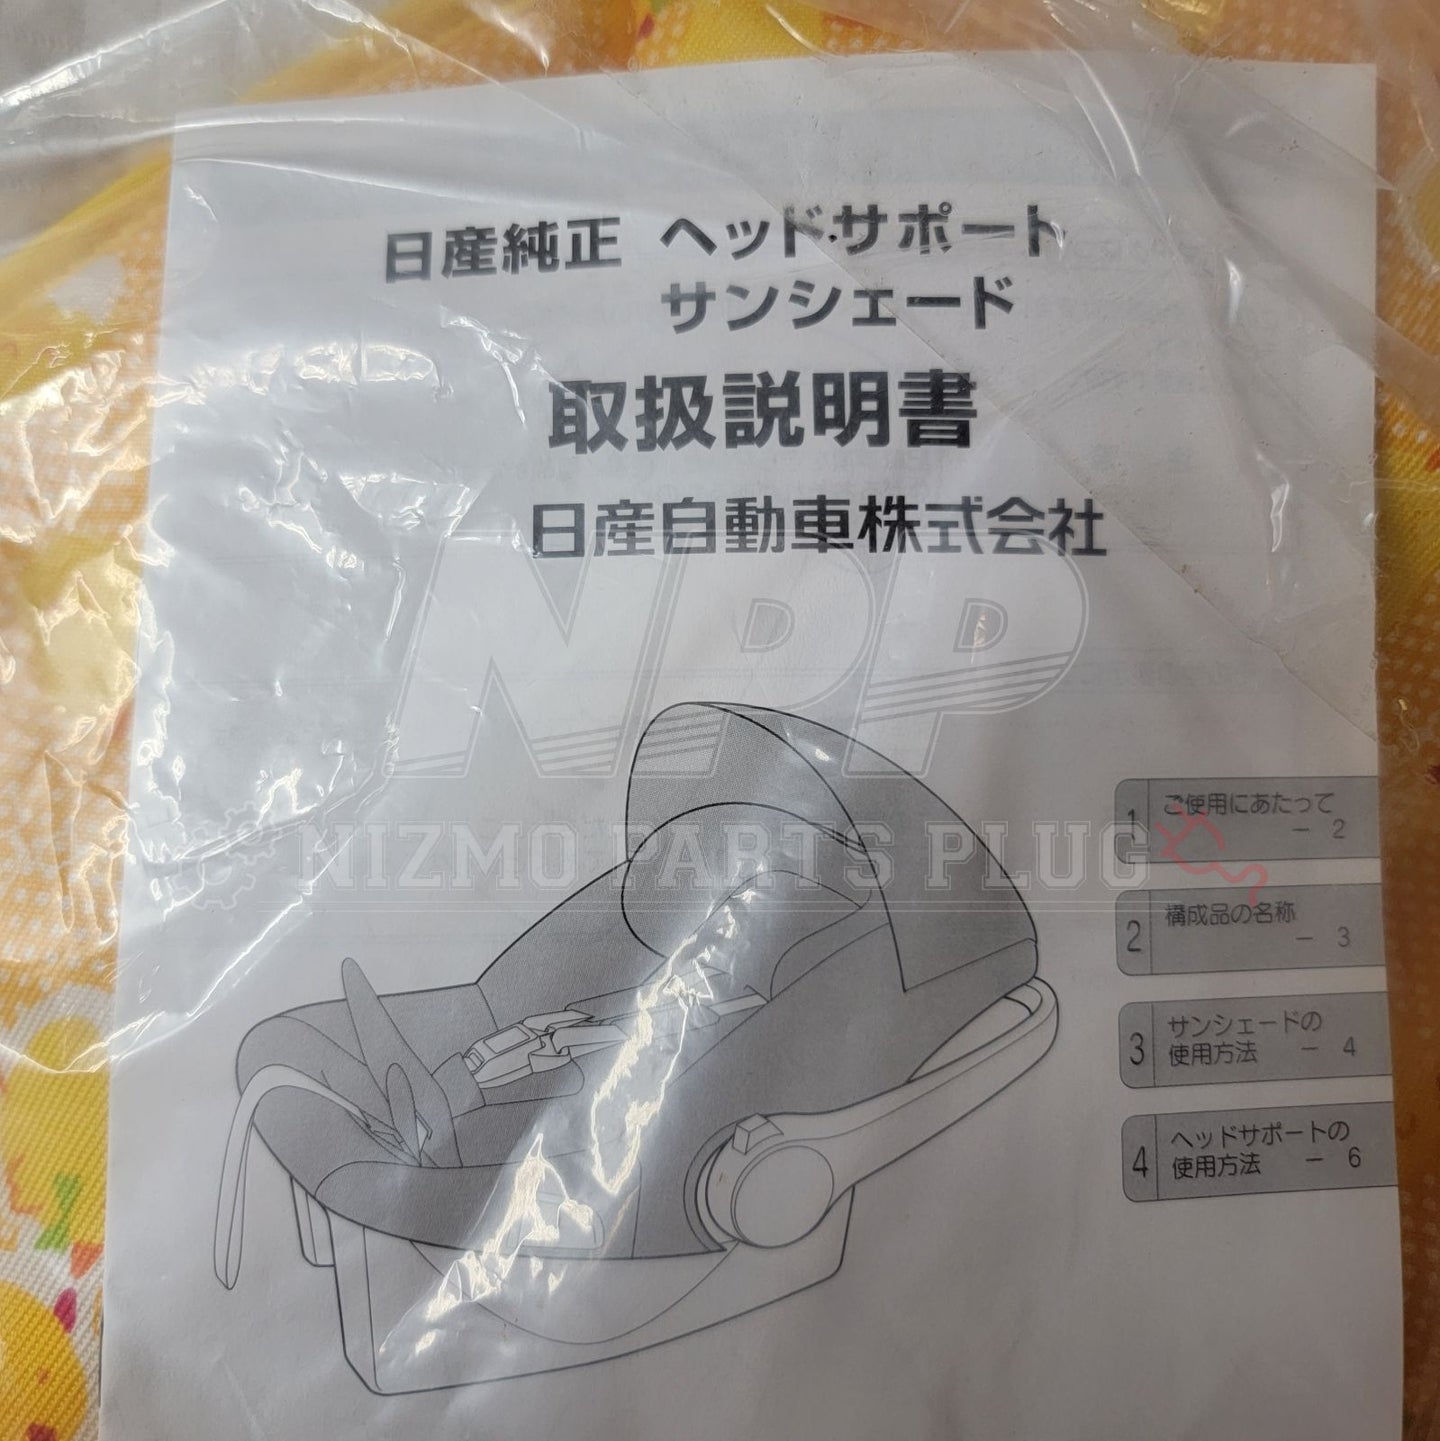 日産純正 ヘッドサポート
サンシェード
取扱説明書
日産自動車株式会社
NPP
NIZMO PARTS PLUG
1 ご使用にあたって
－ 2
2 構成品の名称
－ 3
3 サンシェードの
使用方法 － 4
4 ヘッドサポートの
使用方法 － 6